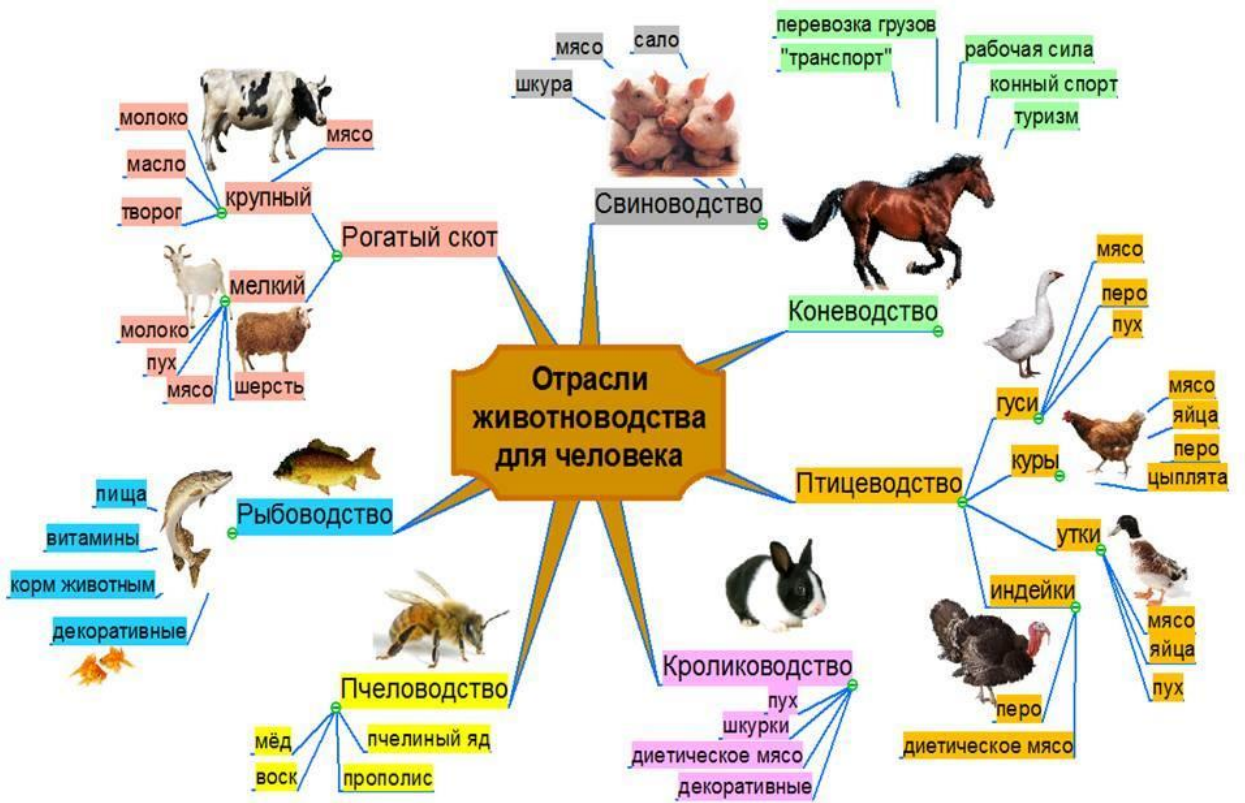 Отрасли
животноводства
для человека
Рогатый скот
крупный
молоко
масло
творог
мясо
мелкий
молоко
пух
мясо
шерсть
Свиноводство
шкура
мясо
сало
Коневодство
перевозка грузов
"транспорт"
рабочая сила
конный спорт
туризм
Птицеводство
гуси
мясо
перо
пух
куры
мясо
яйца
перо
цыплята
утки
мясо
яйца
пух
индейки
перо
диетическое мясо
Кролиководство
пух
шкурки
диетическое мясо
декоративные
Пчеловодство
мёд
воск
пчелиный яд
прополис
Рыбоводство
пища
витамины
корм животным
декоративные